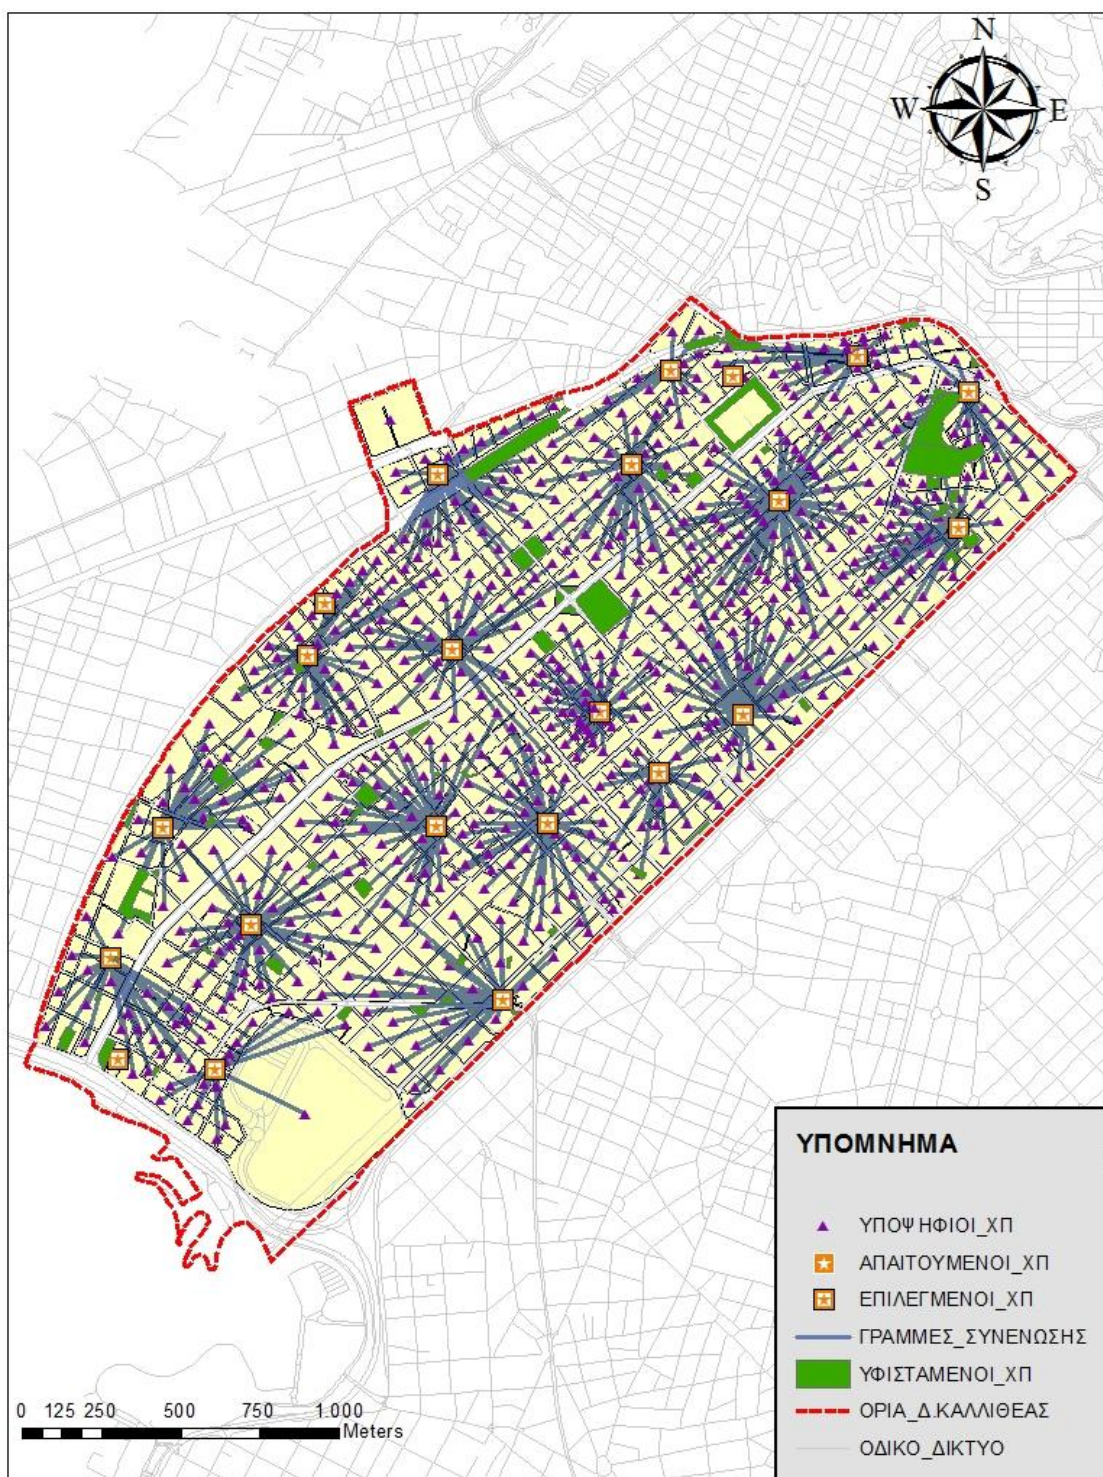 N
W E
S
ΥΠΟΜΝΗΜΑ
ΥΠΟΨΗΦΙΟΙ_ΧΠ
ΑΠΑΙΤΟΥΜΕΝΟΙ_ΧΠ
ΕΠΙΛΕΓΜΕΝΟΙ_ΧΠ
ΓΡΑΜΜΕΣ_ΣΥΝΕΝΩΣΗΣ
ΥΦΙΣΤΑΜΕΝΟΙ_ΧΠ
ΟΡΙΑ_Δ.ΚΑΛΛΙΘΕΑΣ
ΟΔΙΚΟ_ΔΙΚΤΥΟ
0 125 250 500 750 1.000
Meters